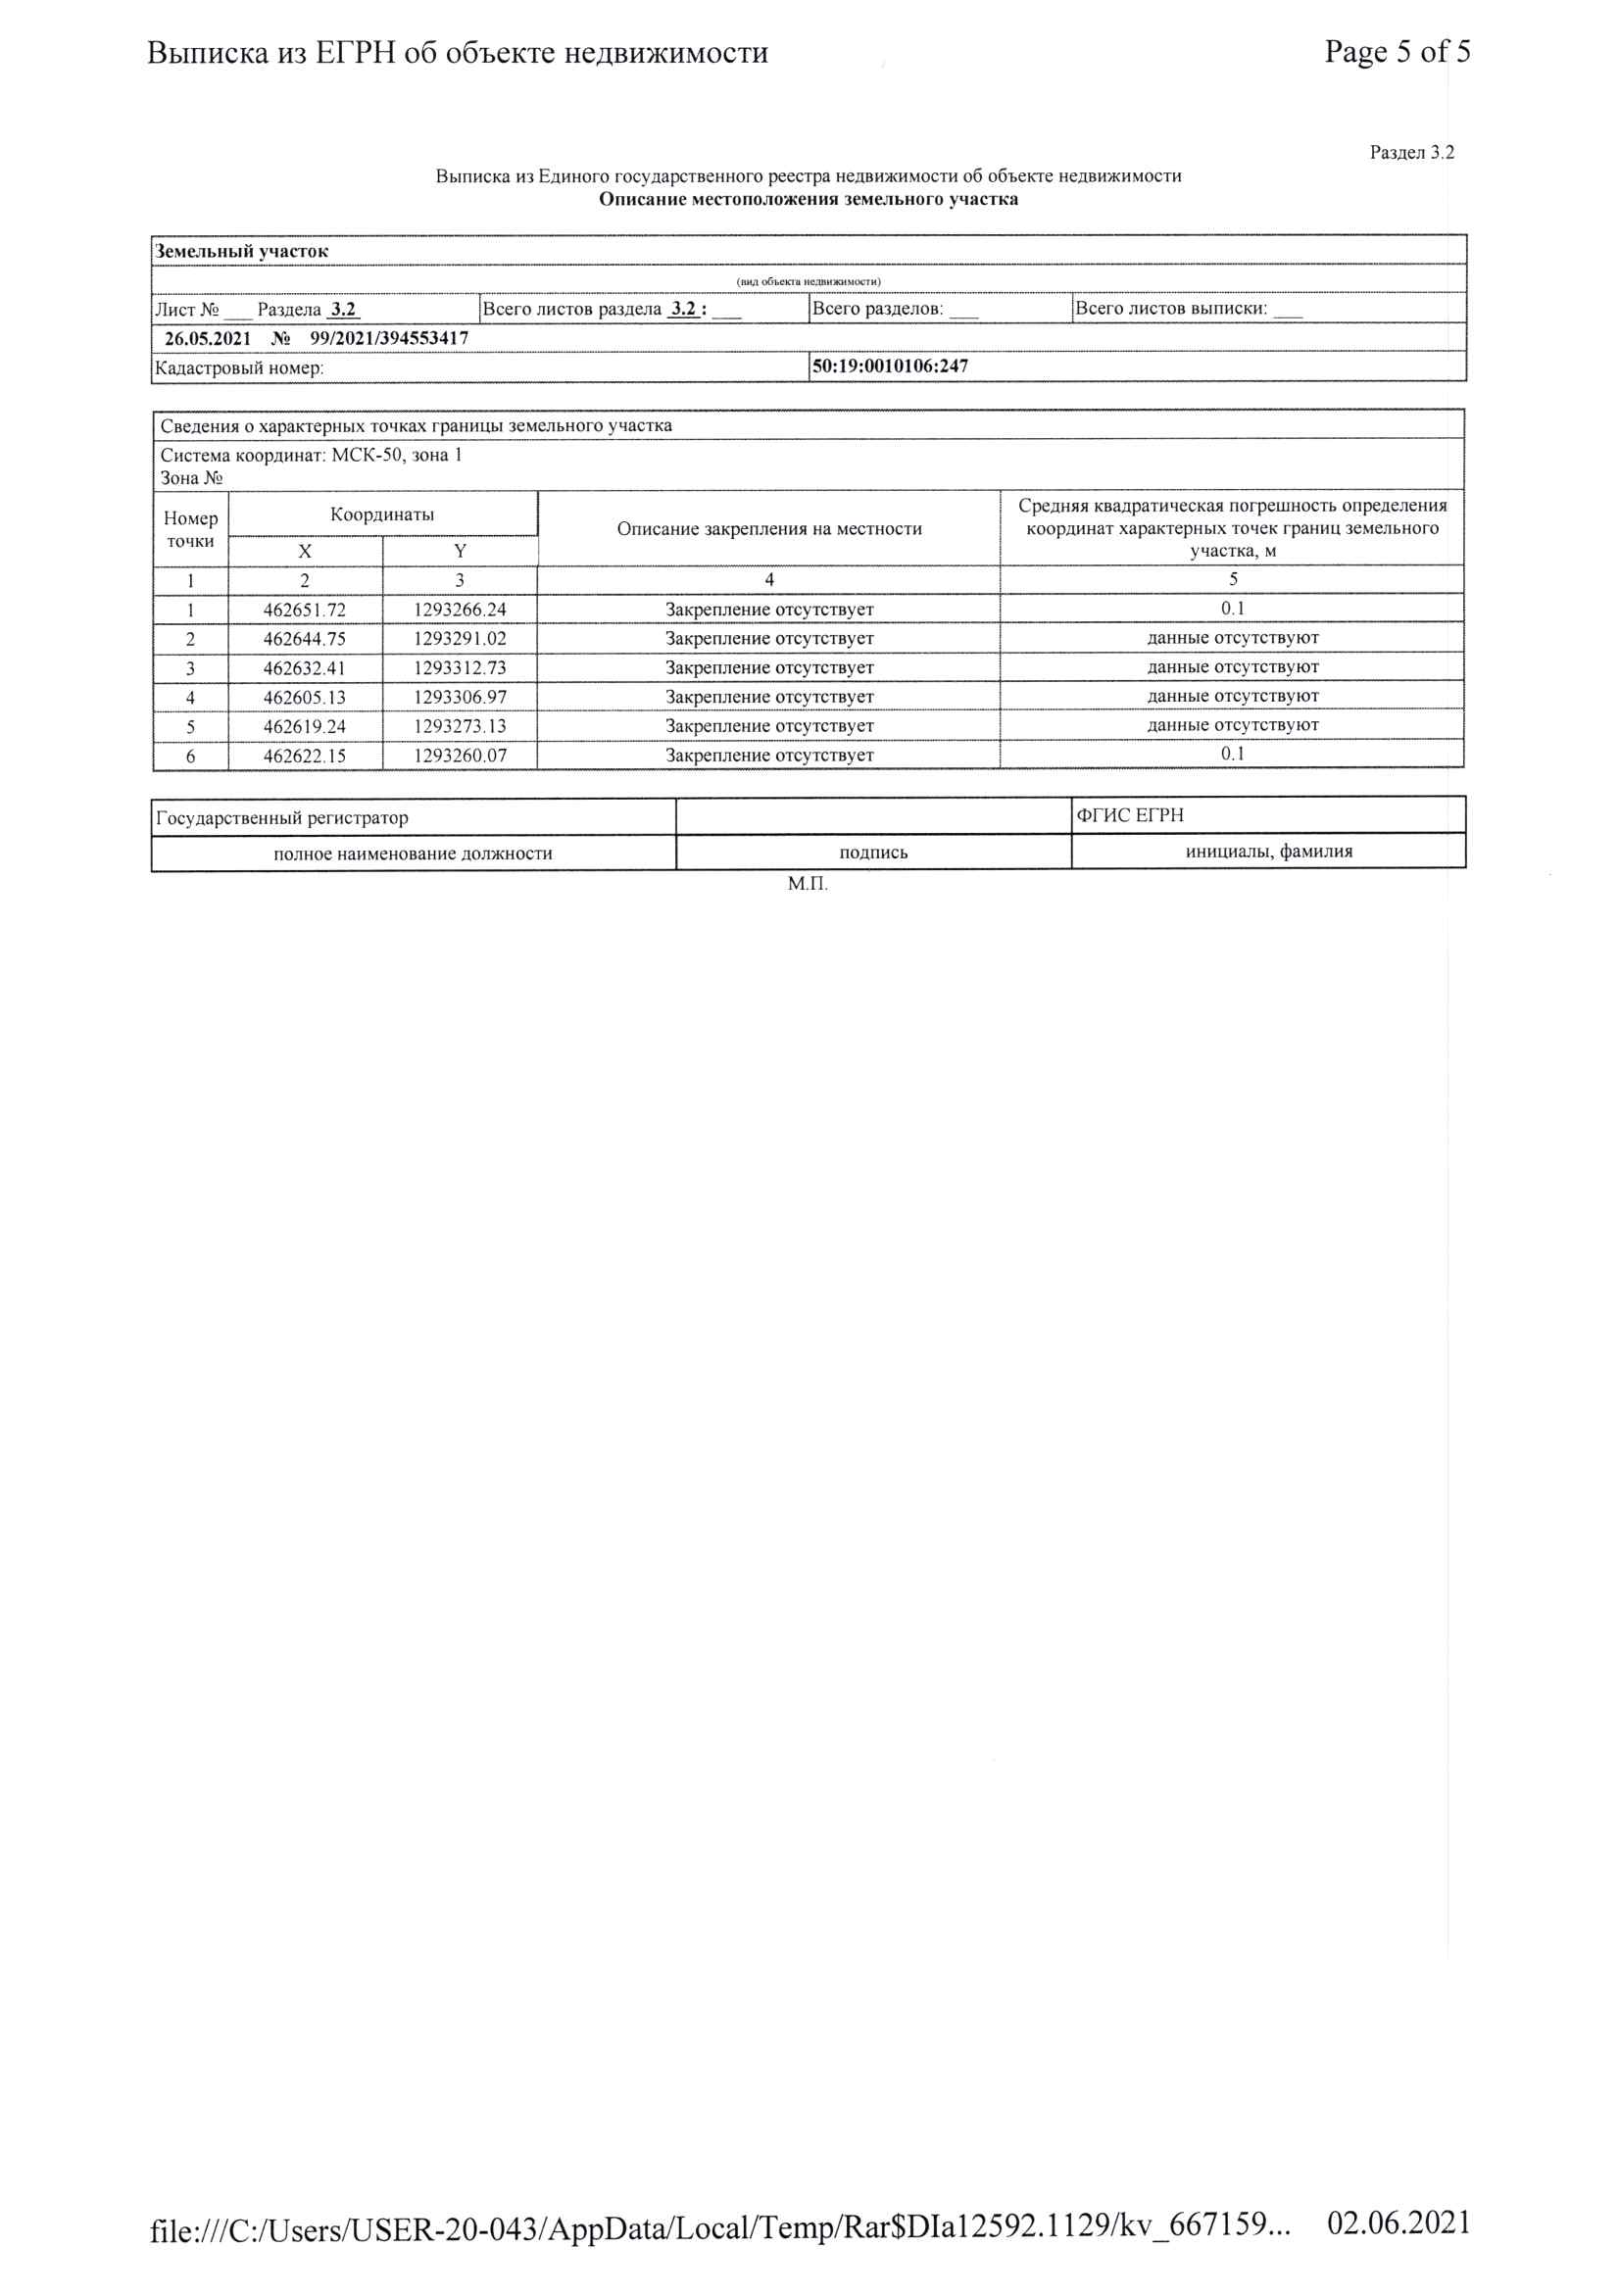 Выписка из ЕГРН об объекте недвижимости Page 5 of 5
Раздел 3.2
Выписка из Единого государственного реестра недвижимости об объекте недвижимости
Описание местоположения земельного участка
Земельный участок
(вид объекта недвижимости)
Лист № ___ Раздела 3.2 Всего листов раздела 3.2 : ___ Всего разделов: ___ Всего листов выписки: ___
26.05.2021 № 99/2021/394553417
Кадастровый номер: 50:19:0010106:247
Сведения о характерных точках границы земельного участка
Система координат: МСК-50, зона 1
Зона №
Номер точки Координаты Описание закрепления на местности Средняя квадратическая погрешность определения координат характерных точек границ земельного участка, м
X Y
1 2 3 4 5
1 462651.72 1293266.24 Закрепление отсутствует 0.1
2 462644.75 1293291.02 Закрепление отсутствует данные отсутствуют
3 462632.41 1293312.73 Закрепление отсутствует данные отсутствуют
4 462605.13 1293306.97 Закрепление отсутствует данные отсутствуют
5 462619.24 1293273.13 Закрепление отсутствует данные отсутствуют
6 462622.15 1293260.07 Закрепление отсутствует 0.1
Государственный регистратор ФГИС ЕГРН
полное наименование должности подпись инициалы, фамилия
М.П.
file:///C:/Users/USER-20-043/AppData/Local/Temp/Rar$DIa12592.1129/kv_667159... 02.06.2021